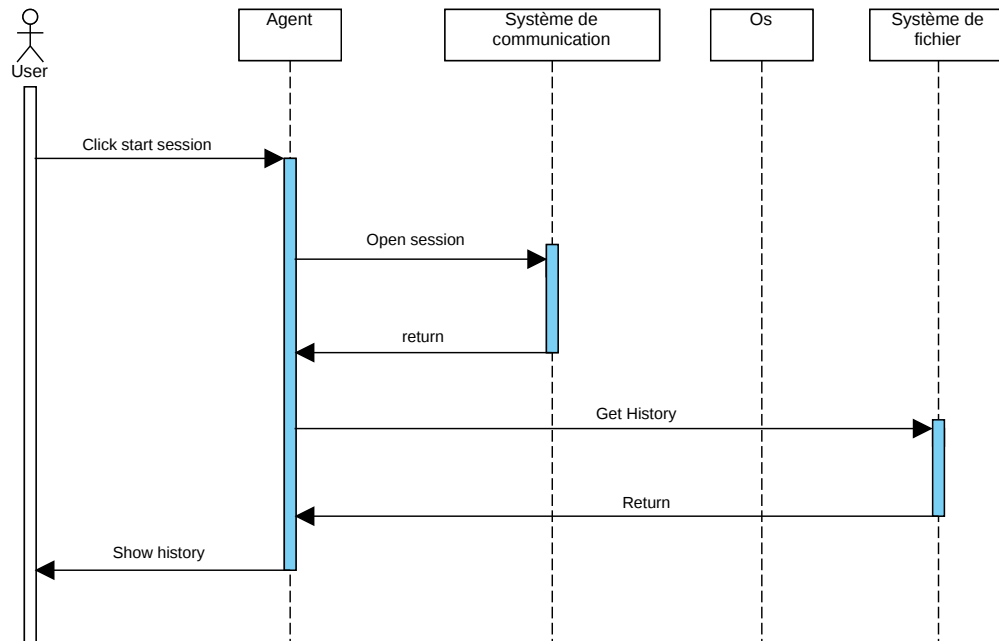 Agent
Système de
communication
Os
Système de
fichier
User
Click start session
Open session
return
Get History
Return
Show history